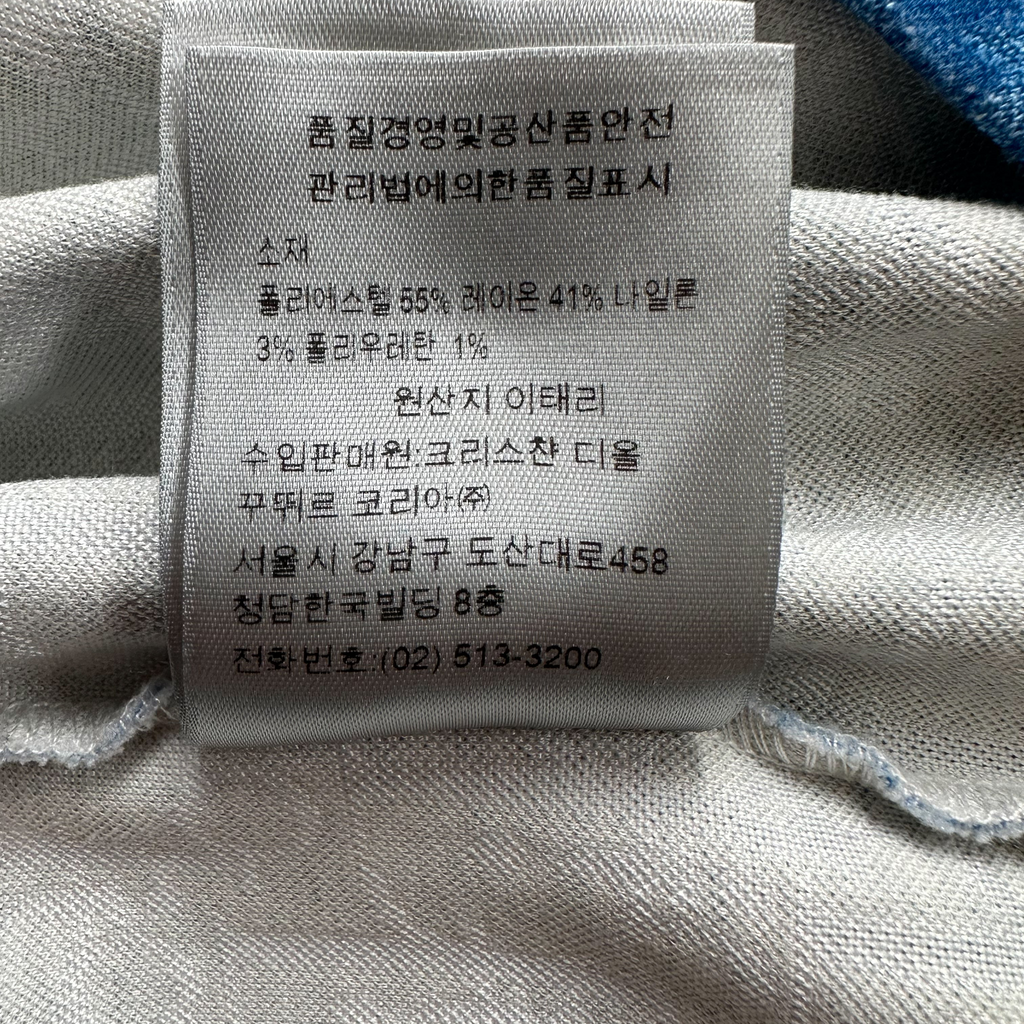 품질경영및공산품안전
관리법에의한품질표시
소재
폴리에스텔 55% 레이온 41% 나일론
3% 폴리우레탄 1%
원산지 이태리
수입판매원:크리스챤 디올
꾸뛰르 코리아㈜
서울시 강남구 도산대로458
청담한국빌딩 8층
전화번호:(02) 513-3200